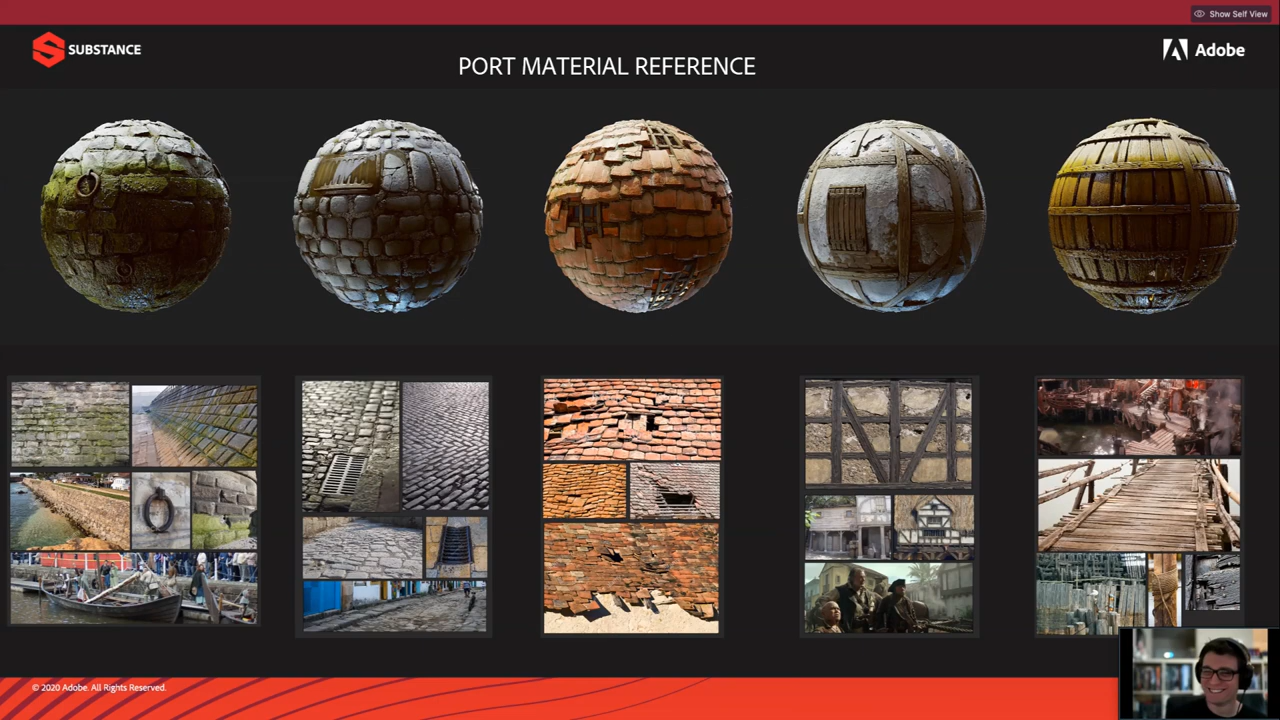 Show Self View
SUBSTANCE
Adobe
PORT MATERIAL REFERENCE
© 2020 Adobe. All Rights Reserved.